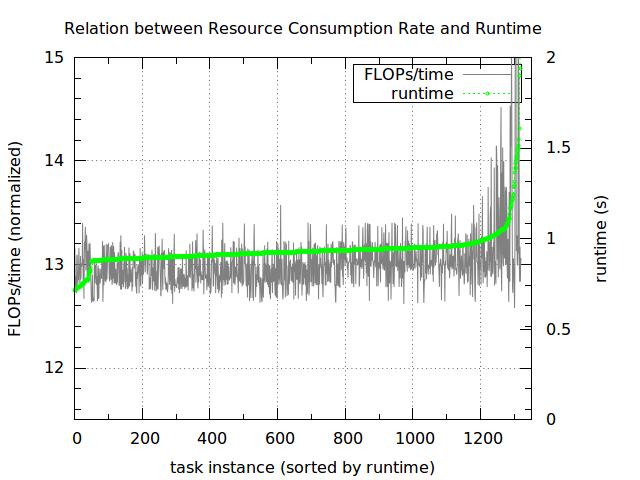 Relation between Resource Consumption Rate and Runtime
FLOPs/time
runtime
FLOPs/time (normalized)
15
14
13
12
2
1.5
1
0.5
0
runtime (s)
0 200 400 600 800 1000 1200
task instance (sorted by runtime)